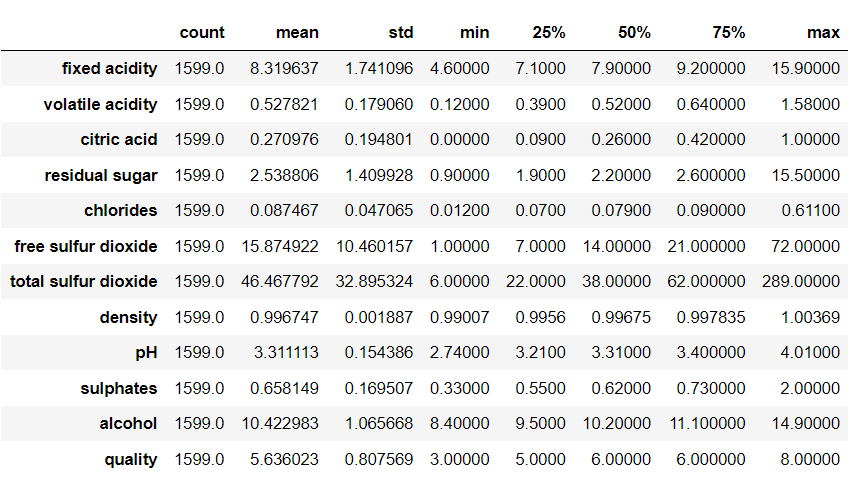 count mean std min 25% 50% 75% max
fixed acidity 1599.0 8.319637 1.741096 4.60000 7.1000 7.90000 9.200000 15.90000
volatile acidity 1599.0 0.527821 0.179060 0.12000 0.3900 0.52000 0.640000 1.58000
citric acid 1599.0 0.270976 0.194801 0.00000 0.0900 0.26000 0.420000 1.00000
residual sugar 1599.0 2.538806 1.409928 0.90000 1.9000 2.20000 2.600000 15.50000
chlorides 1599.0 0.087467 0.047065 0.01200 0.0700 0.07900 0.090000 0.61100
free sulfur dioxide 1599.0 15.874922 10.460157 1.00000 7.0000 14.00000 21.000000 72.00000
total sulfur dioxide 1599.0 46.467792 32.895324 6.00000 22.0000 38.00000 62.000000 289.00000
density 1599.0 0.996747 0.001887 0.99007 0.9956 0.99675 0.997835 1.00369
pH 1599.0 3.311113 0.154386 2.74000 3.2100 3.31000 3.400000 4.01000
sulphates 1599.0 0.658149 0.169507 0.33000 0.5500 0.62000 0.730000 2.00000
alcohol 1599.0 10.422983 1.065668 8.40000 9.5000 10.20000 11.100000 14.90000
quality 1599.0 5.636023 0.807569 3.00000 5.0000 6.00000 6.000000 8.00000